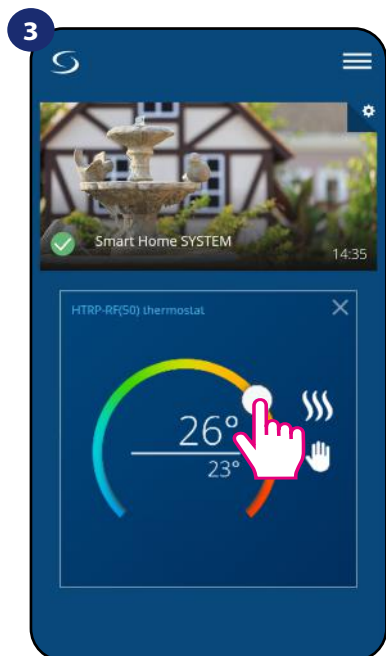 3
Smart Home SYSTEM
14:35
HTRP-RF(50) thermostat
26°
23°